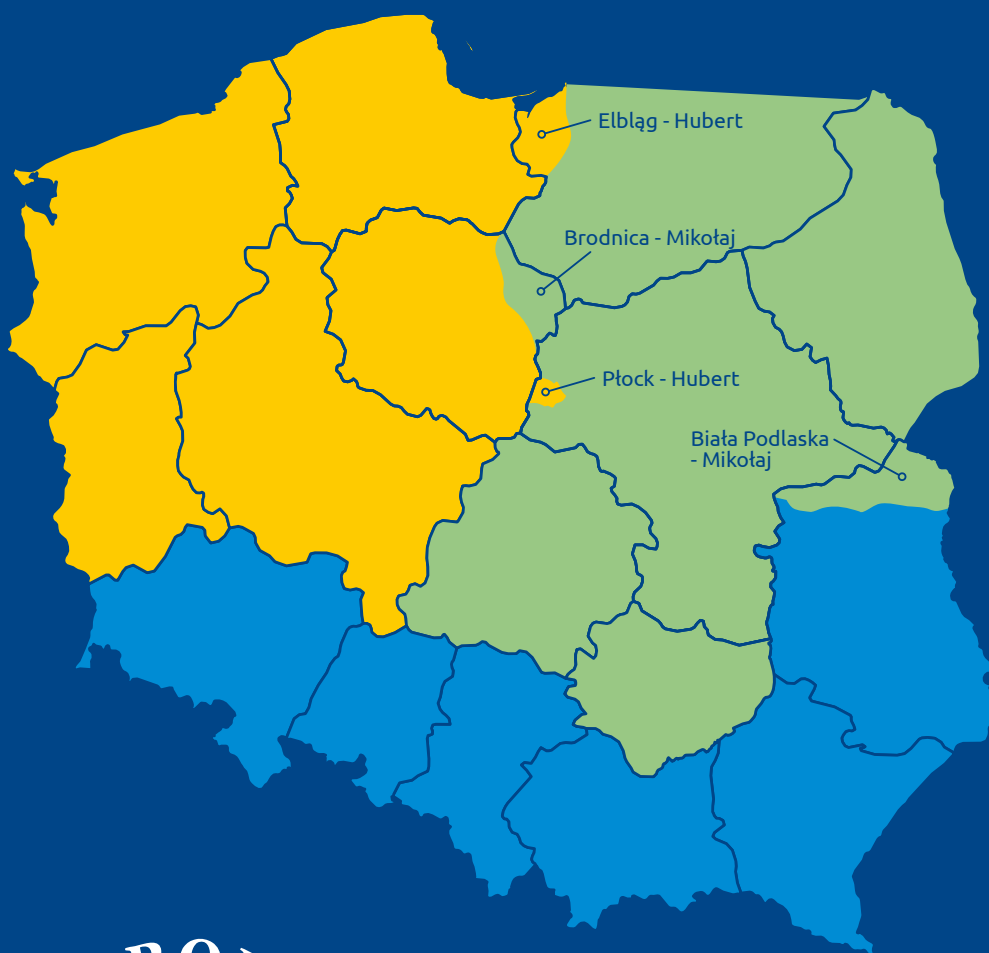 Elbląg - Hubert
Brodnica - Mikołaj
Płock - Hubert
Biała Podlaska
- Mikołaj